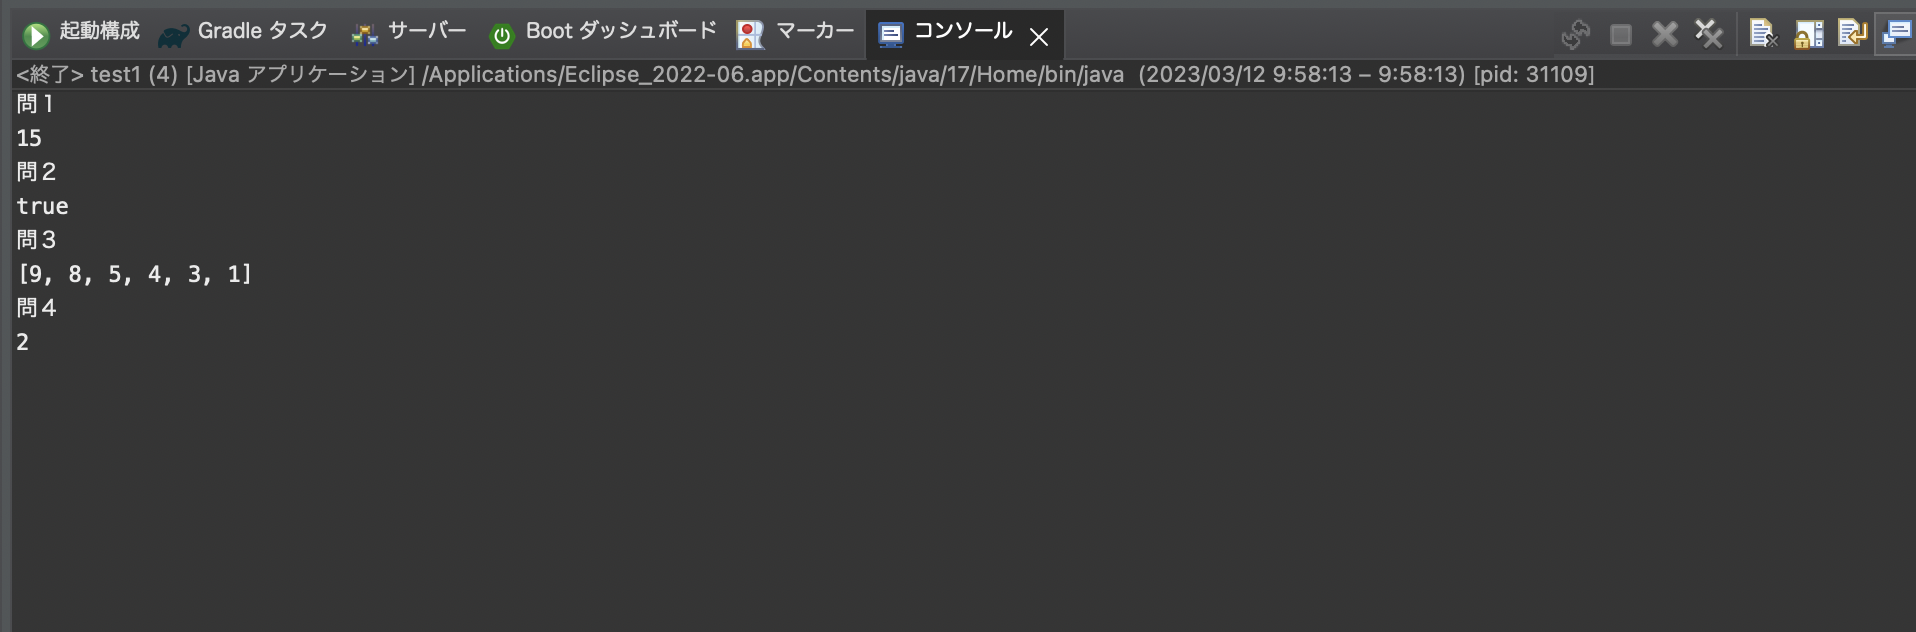 起動構成 Gradle タスク サーバー Boot ダッシュボード マーカー コンソール
<終了> test1 (4) [Java アプリケーション] /Applications/Eclipse_2022-06.app/Contents/java/17/Home/bin/java (2023/03/12 9:58:13 – 9:58:13) [pid: 31109]
問１
15
問２
true
問３
[9, 8, 5, 4, 3, 1]
問４
2